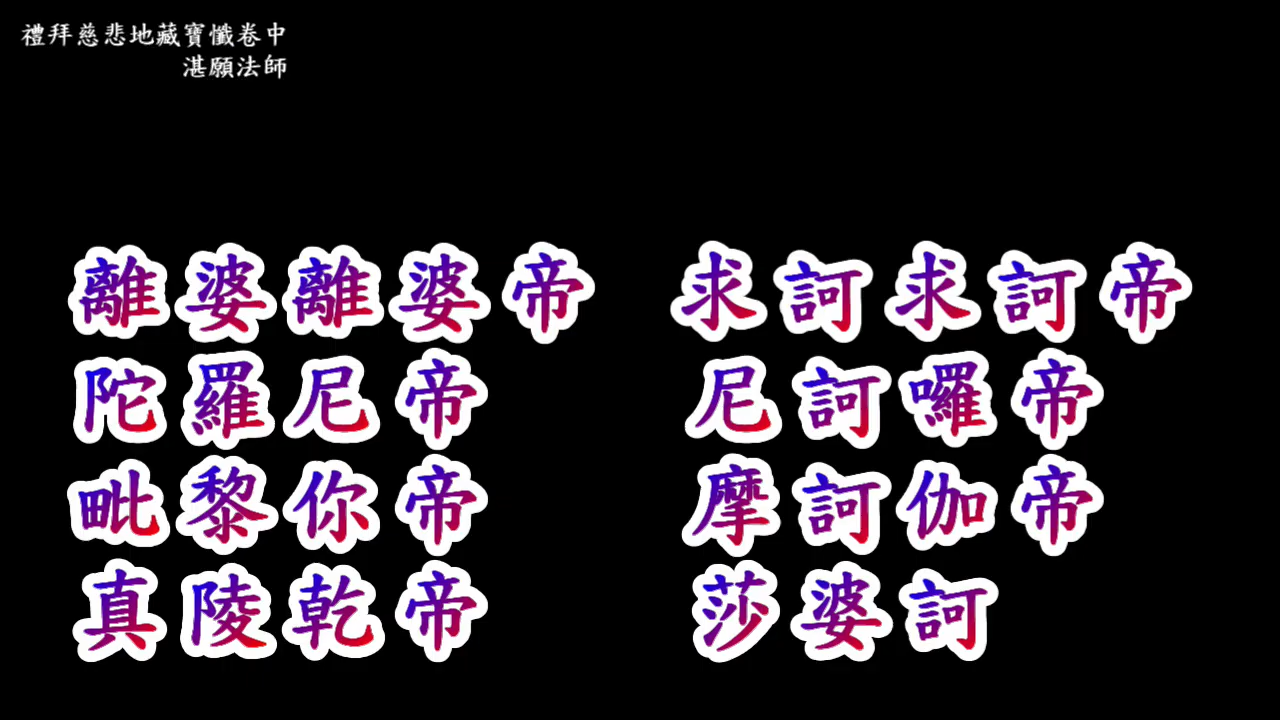 禮拜慈悲地藏寶懺卷中
湛願法師
離婆離婆帝 求訶求訶帝
陀羅尼帝 尼訶囉帝
毗黎你帝 摩訶伽帝
真陵乾帝 莎婆訶